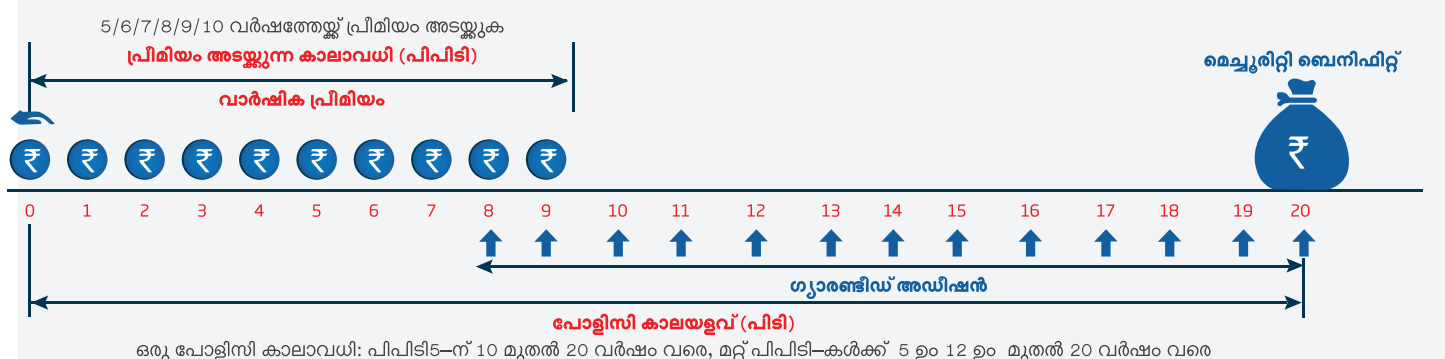 5/6/7/8/9/10 വർഷത്തേയ്ക്ക് പ്രീമിയം അടയ്ക്കുക
പ്രീമിയം അടയ്ക്കുന്ന കാലാവധി (പിപിടി)
വാർഷിക പ്രീമിയം
മെച്ചൂരിറ്റി ബെനിഫിറ്റ്
₹ ₹ ₹ ₹ ₹ ₹ ₹ ₹ ₹ ₹ ₹
0 1 2 3 4 5 6 7 8 9 10 11 12 13 14 15 16 17 18 19 20
ഗ്യാരണ്ടീഡ് അഡീഷൻ
പോളിസി കാലയളവ് (പിടി)
ഒരു പോളിസി കാലാവധി: പിപിടി5–ന് 10 മുതൽ 20 വർഷം വരെ, മറ്റ് പിപിടി–കൾക്ക് 5 ഉം 12 ഉം മുതൽ 20 വർഷം വരെ